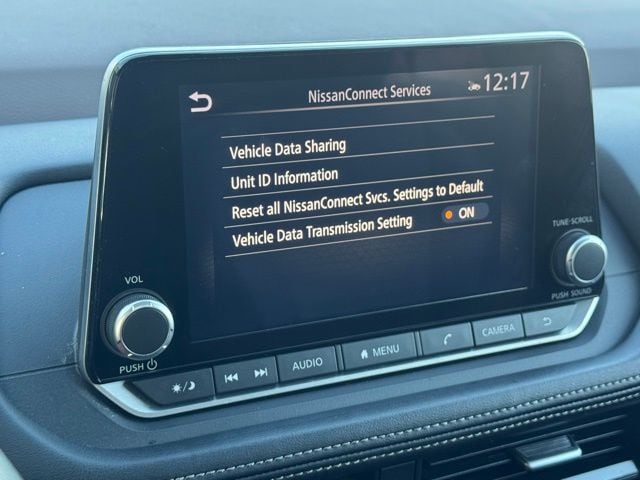 NissanConnect Services
12:17
Vehicle Data Sharing
Unit ID Information
Reset all NissanConnect Svcs. Settings to Default
Vehicle Data Transmission Setting ON
VOL
PUSH
TUNE·SCROLL
PUSH SOUND
AUDIO
MENU
CAMERA